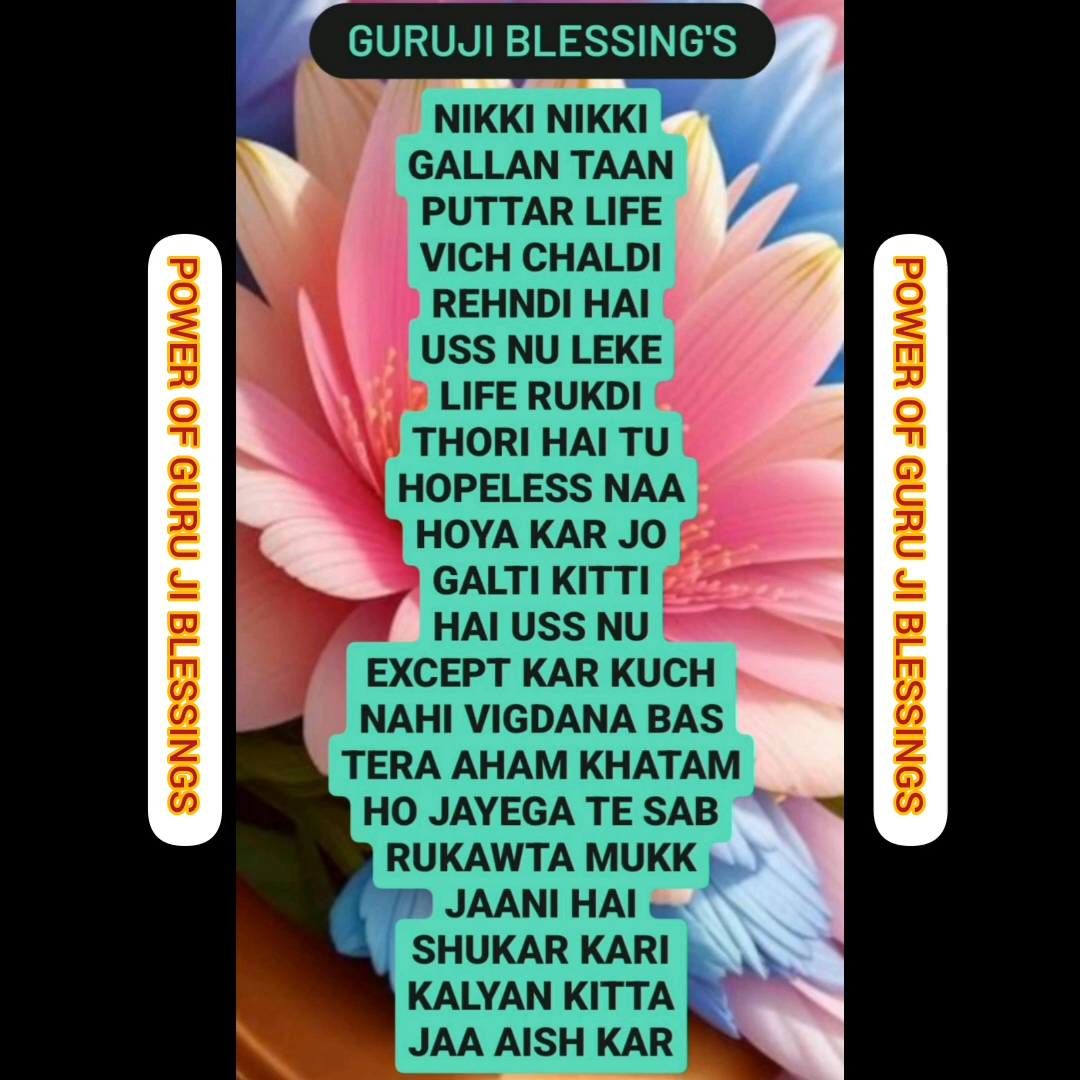 GURUJI BLESSING'S
NIKKI NIKKI
GALLAN TAAN
PUTTAR LIFE
VICH CHALDI
REHNDI HAI
USS NU LEKE
LIFE RUKDI
THORI HAI TU
HOPELESS NAA
HOYA KAR JO
GALTI KITTI
HAI USS NU
EXCEPT KAR KUCH
NAHI VIGDANA BAS
TERA AHAM KHATAM
HO JAYEGA TE SAB
RUKAWTA MUKK
JAANI HAI
SHUKAR KARI
KALYAN KITTA
JAA AISH KAR
POWER OF GURU JI BLESSINGS
POWER OF GURU JI BLESSINGS